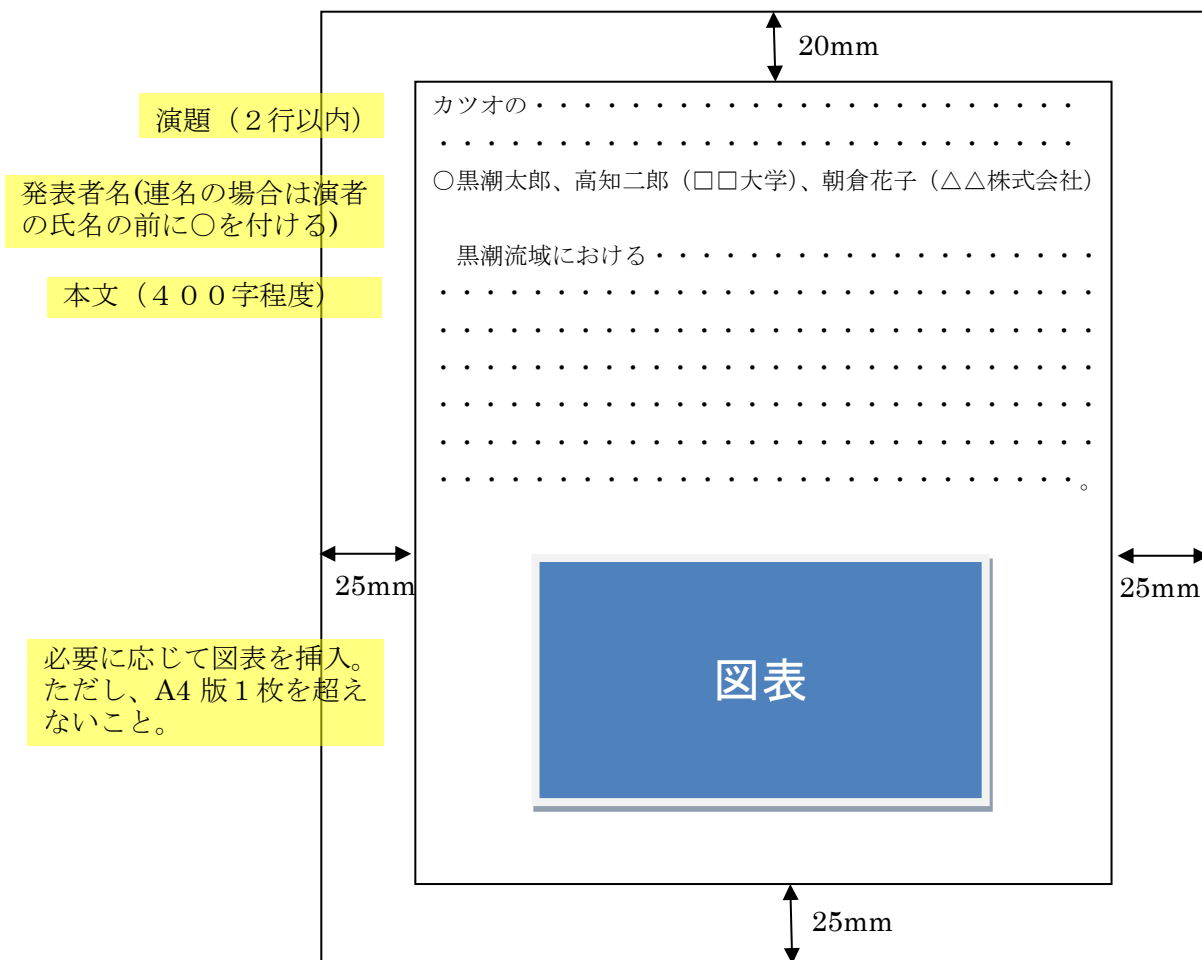 20mm
演題（２行以内）
カツオの・・・・・・・・・・・・・・・・・・・・・・・
・・・・・・・・・・・・・・・・・・・・・・・・・・・
発表者名(連名の場合は演者
の氏名の前に〇を付ける)
〇黒潮太郎、高知二郎（□□大学)、朝倉花子（△△株式会社）
本文（４００字程度）
黒潮流域における・・・・・・・・・・・・・・・・・・・
・・・・・・・・・・・・・・・・・・・・・・・・・・・・
・・・・・・・・・・・・・・・・・・・・・・・・・・・・
・・・・・・・・・・・・・・・・・・・・・・・・・・・・
・・・・・・・・・・・・・・・・・・・・・・・・・・・・
・・・・・・・・・・・・・・・・・・・・・・・・・・・・
・・・・・・・・・・・・・・・・・・・・・・・・・・・。
25mm
25mm
必要に応じて図表を挿入。
ただし、A4 版１枚を超え
ないこと。
図表
25mm